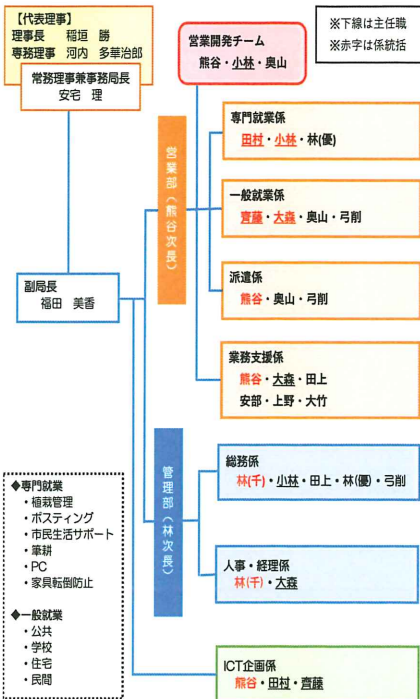 【代表理事】
理事長　稲垣　勝
専務理事　河内　多華治郎
常務理事兼事務局長
安宅　理
営業開発チーム
熊谷・小林・奥山
※下線は主任職
※赤字は係統括
営業部（熊谷次長）
専門就業係
田村・小林・林(優)
一般就業係
齊藤・大森・奥山・弓削
派遣係
熊谷・奥山・弓削
副局長
福田　美香
業務支援係
熊谷・大森・田上
安部・上野・大竹
管理部（林次長）
総務係
林(千)・小林・田上・林(優)・弓削
人事・経理係
林(千)・大森
ICT企画係
熊谷・田村・齊藤
◆専門就業
・植栽管理
・ポスティング
・市民生活サポート
・筆耕
・PC
・家具転倒防止
◆一般就業
・公共
・学校
・住宅
・民間